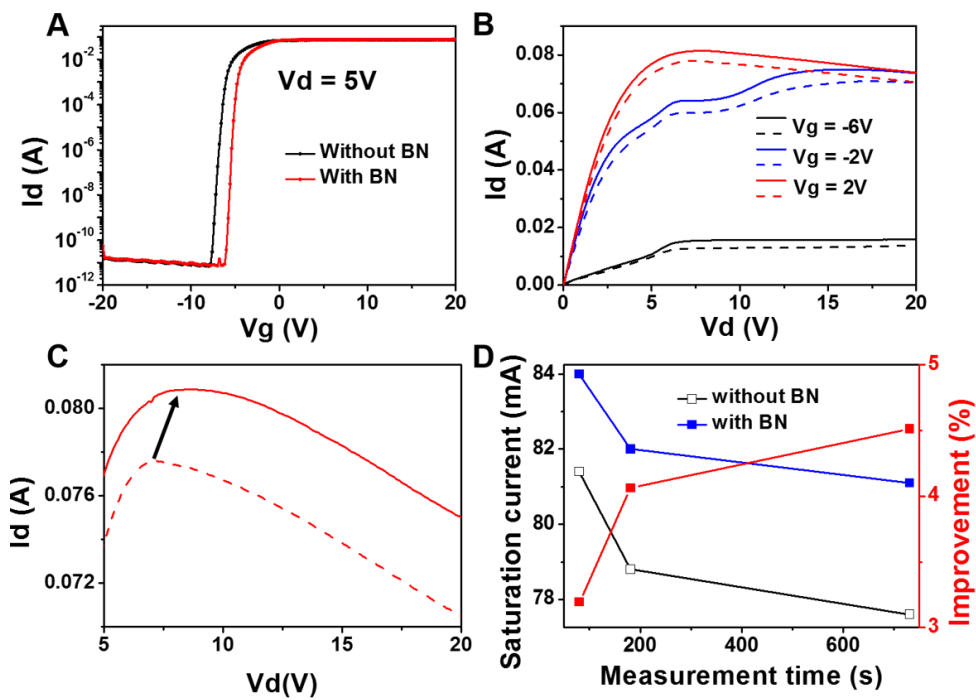 A
Id (A)
10⁻²
10⁻⁴
10⁻⁶
10⁻⁸
10⁻¹⁰
10⁻¹²
Vd = 5V
Without BN
With BN
-20 -10 0 10 20
Vg (V)
B
Id (A)
0.08
0.06
0.04
0.02
0.00
Vg = -6V
Vg = -2V
Vg = 2V
0 5 10 15 20
Vd (V)
C
Id (A)
0.080
0.076
0.072
5 10 15 20
Vd(V)
D
Saturation current (mA)
84
82
80
78
without BN
with BN
5
4
3
Improvement (%)
200 400 600
Measurement time (s)